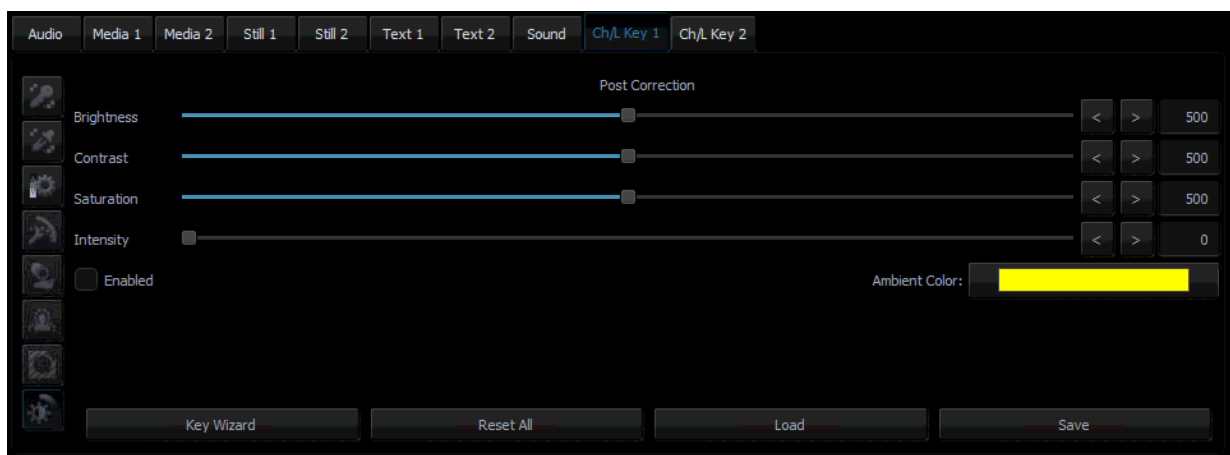 Audio Media 1 Media 2 Still 1 Still 2 Text 1 Text 2 Sound Ch/L Key 1 Ch/L Key 2
Post Correction
Brightness < > 500
Contrast < > 500
Saturation < > 500
Intensity < > 0
Enabled Ambient Color:
Key Wizard Reset All Load Save